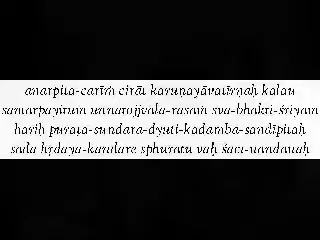 anarpita-carīṁ cirāt karuṇayāvatīrṇaḥ kalau
samarpayitum unnatojjvala-rasaṁ sva-bhakti-śriyam
hariḥ puraṭa-sundara-dyuti-kadamba-sandīpitaḥ
sadā hṛdaya-kandare sphuratu vaḥ śacī-nandanaḥ